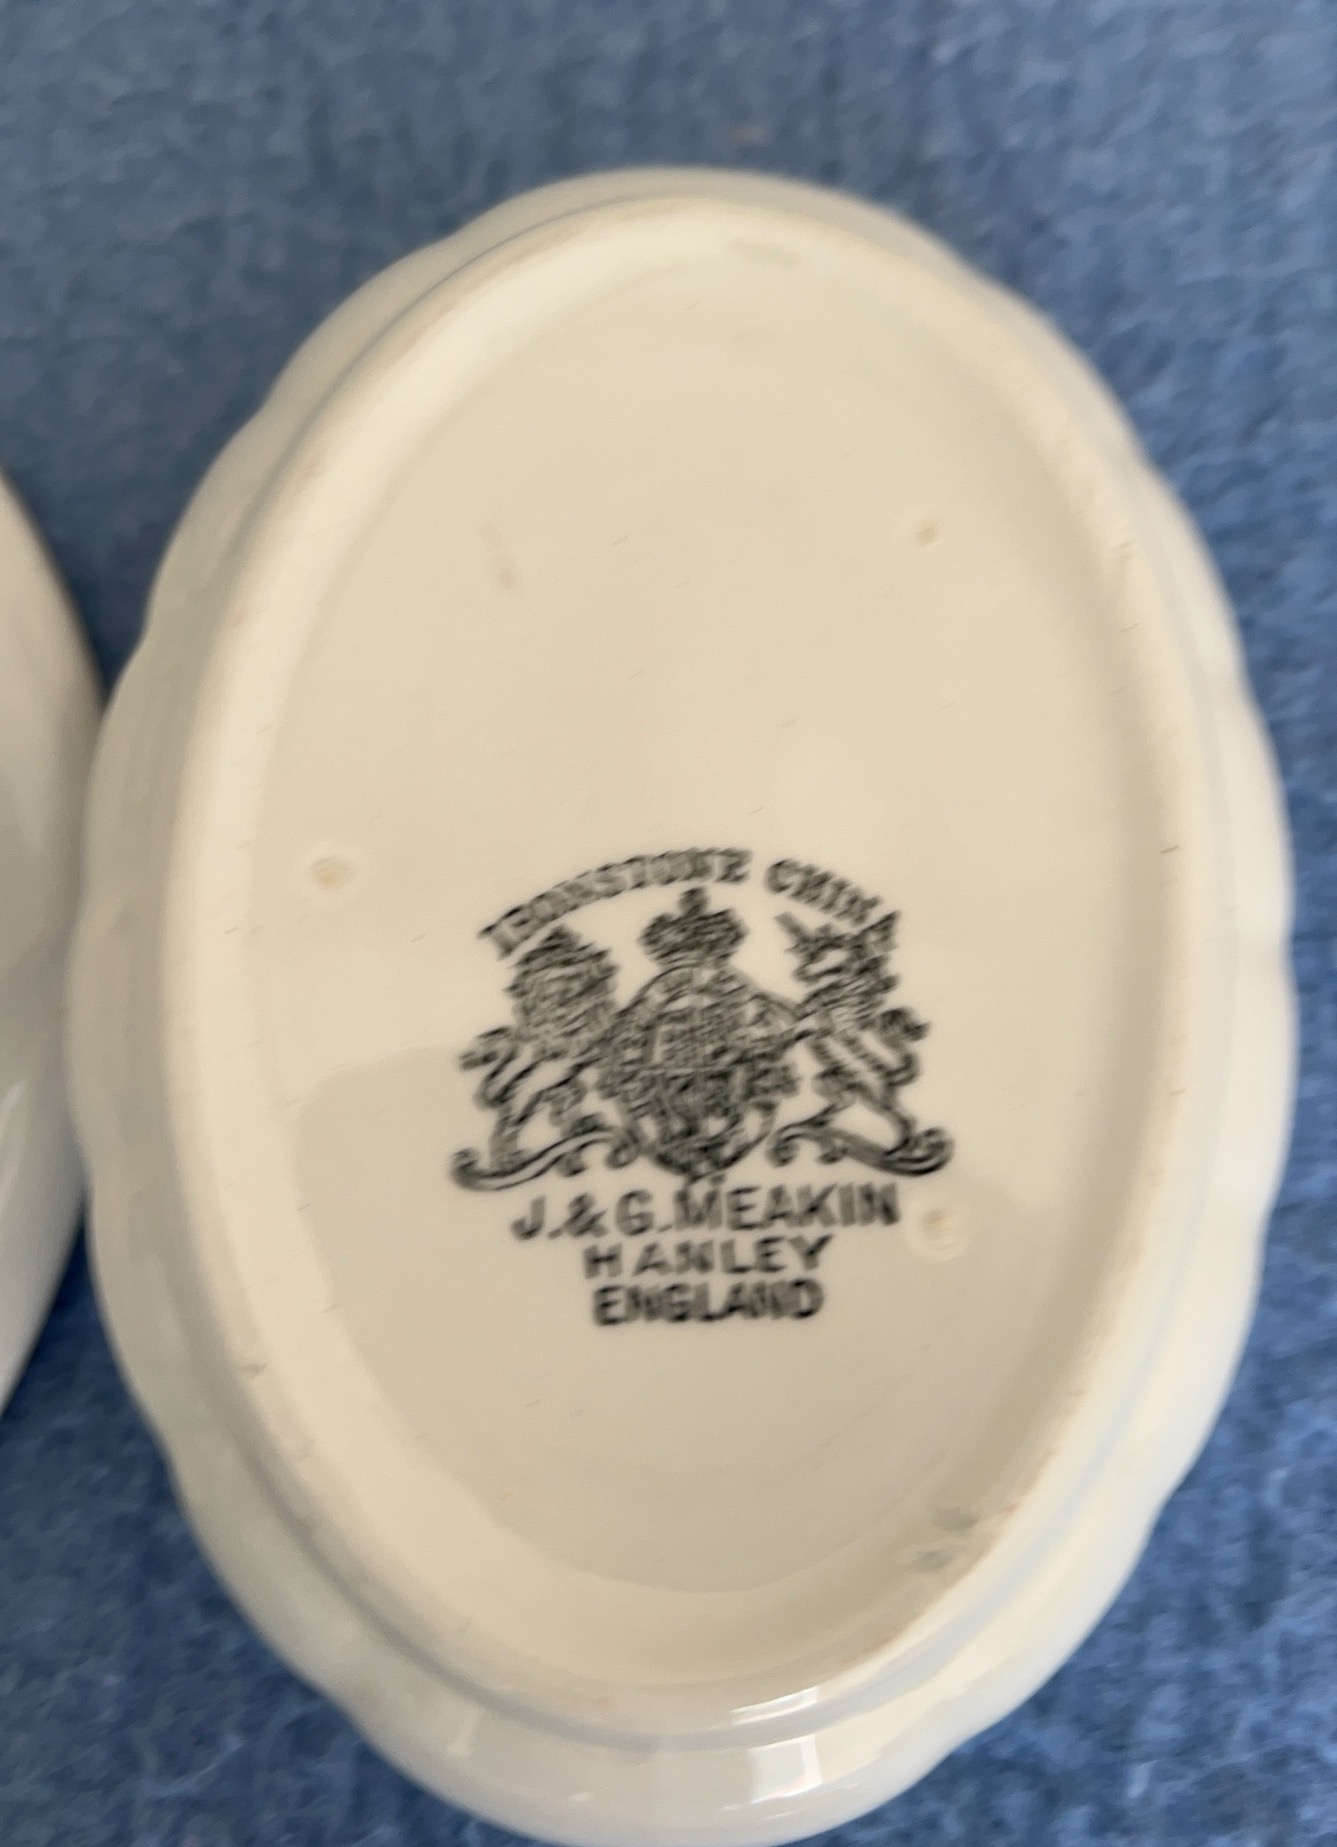 IRONSTONE CHINA
J. & G. MEAKIN
HANLEY
ENGLAND